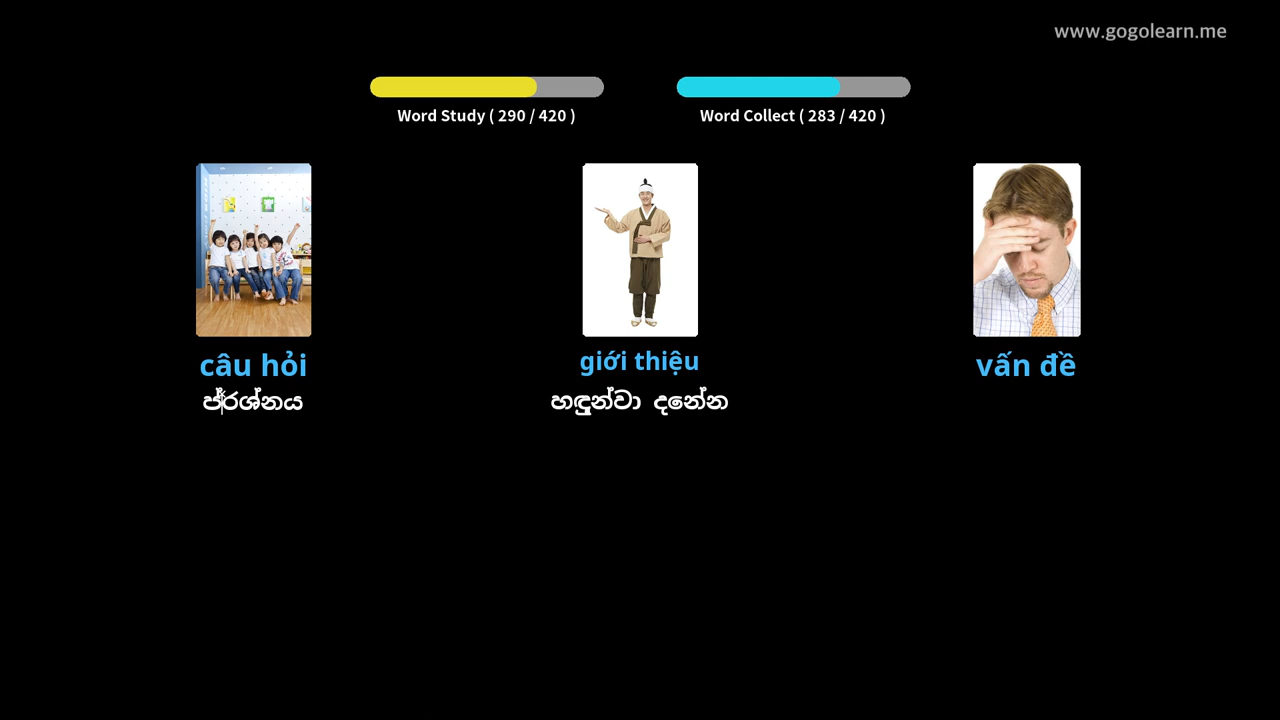 www.gogolearn.me
Word Study ( 290 / 420 )
Word Collect ( 283 / 420 )
câu hỏi
giới thiệu
vấn đề
ප්‍රශ්නය
හඳුන්වා දනේන